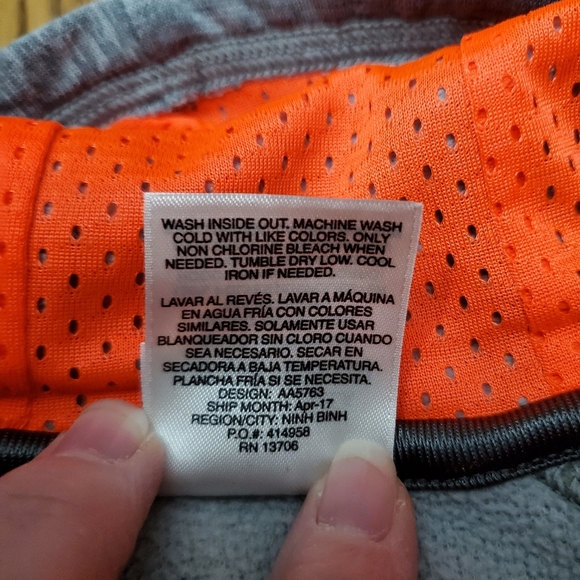 WASH INSIDE OUT. MACHINE WASH
COLD WITH LIKE COLORS. ONLY
NON CHLORINE BLEACH WHEN
NEEDED. TUMBLE DRY LOW. COOL
IRON IF NEEDED.
LAVAR AL REVÉS. LAVAR A MÁQUINA
EN AGUA FRÍA CON COLORES
SIMILARES. SOLAMENTE USAR
BLANQUEADOR SIN CLORO CUANDO
SEA NECESARIO. SECAR EN
SECADORA A BAJA TEMPERATURA.
PLANCHA FRÍA SI SE NECESITA.
DESIGN: AA5763
SHIP MONTH: Apr-17
REGION/CITY: NINH BINH
P.O.#: 414958
RN 13706